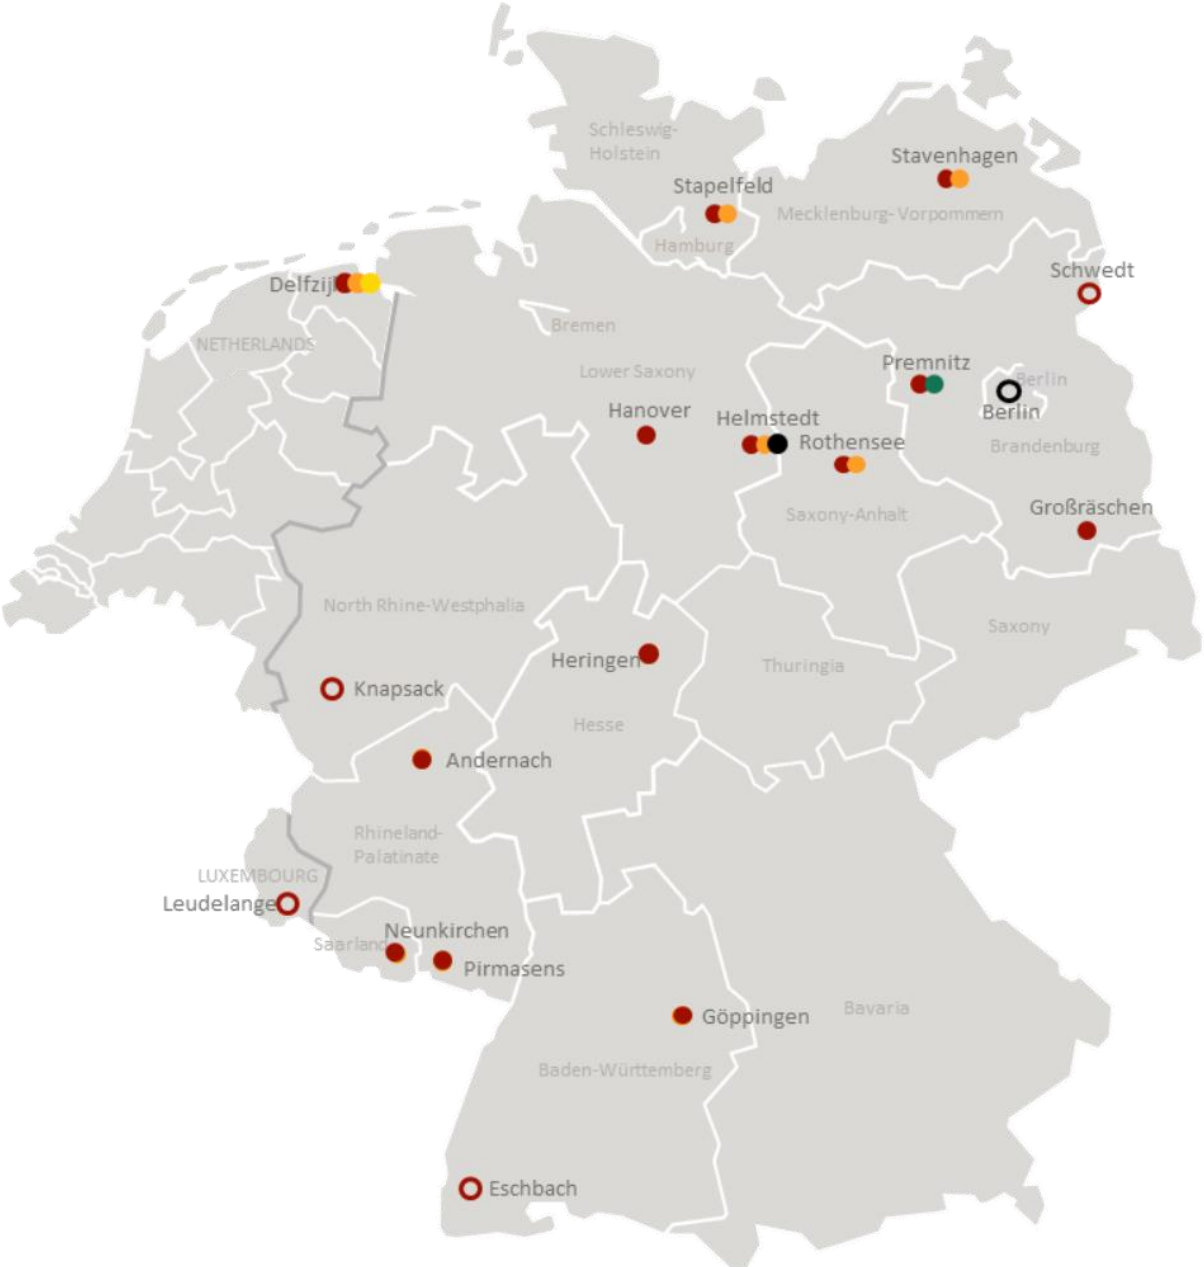 Schleswig-
Holstein
Stavenhagen
Stapelfeld
Mecklenburg- Vorpommern
Hamburg
Schwedt
Delfzijl
Bremen
NETHERLANDS
Premnitz
Lower Saxony
Berlin
Hanover
Helmstedt
Berlin
Rothensee
Brandenburg
Großräschen
Saxony-Anhalt
North Rhine-Westphalia
Saxony
Heringen
Thuringia
Knapsack
Hesse
Andernach
Rhineland-
Palatinate
LUXEMBOURG
Leudelange
Neunkirchen
Saarland
Pirmasens
Bavaria
Göppingen
Baden-Württemberg
Eschbach